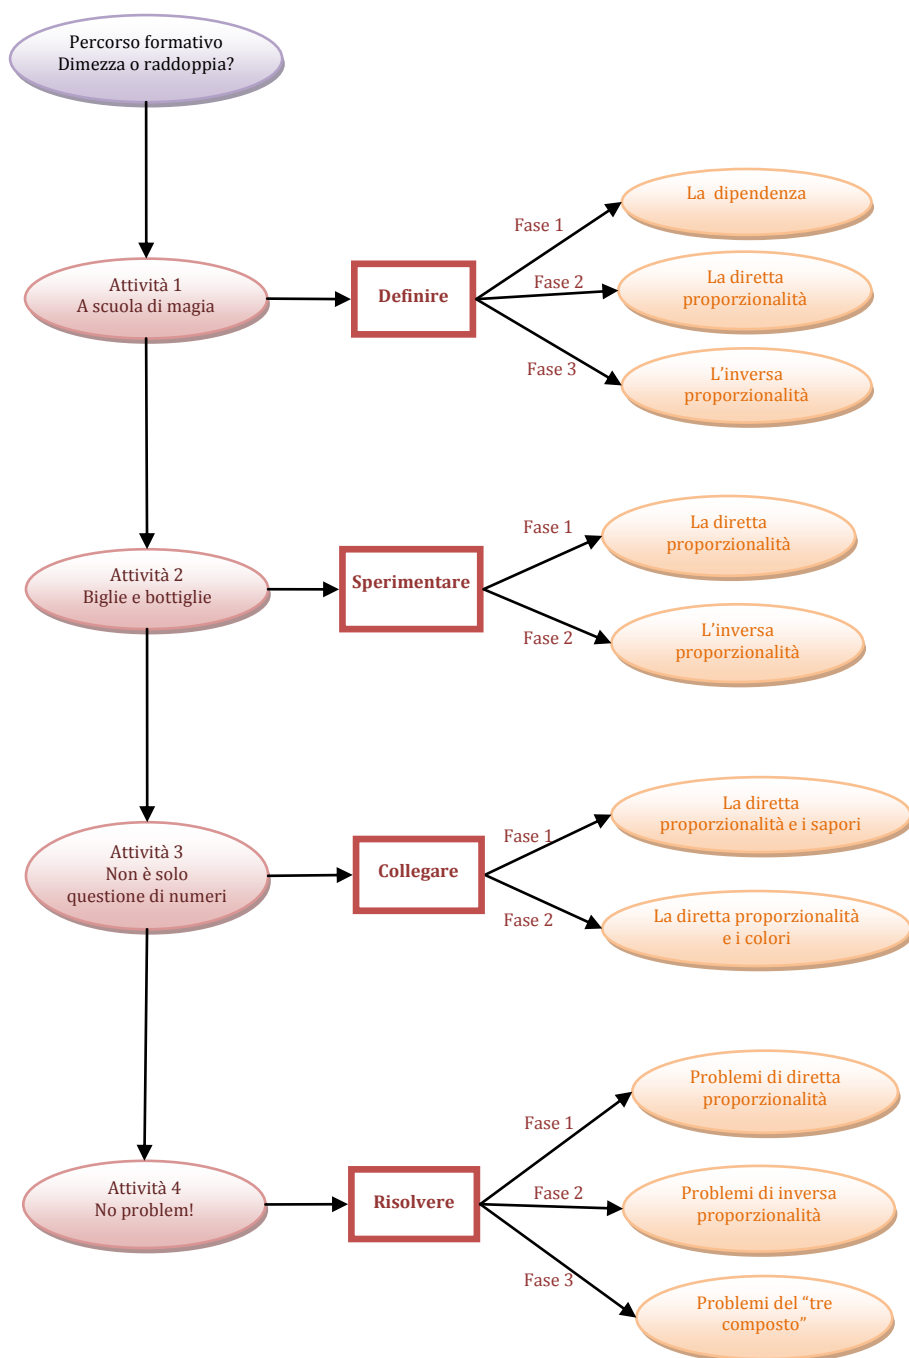 Percorso formativo
Dimezza o raddoppia?
La  dipendenza
Fase 1
Attività 1
A scuola di magia
Definire
Fase 2
La diretta
proporzionalità
Fase 3
L’inversa
proporzionalità
Fase 1
La diretta
proporzionalità
Attività 2
Biglie e bottiglie
Sperimentare
Fase 2
L’inversa
proporzionalità
Fase 1
La diretta
proporzionalità e i sapori
Attività 3
Non è solo
questione di numeri
Collegare
Fase 2
La diretta proporzionalità
e i colori
Fase 1
Problemi di diretta
proporzionalità
Attività 4
No problem!
Risolvere
Fase 2
Problemi di inversa
proporzionalità
Fase 3
Problemi del “tre
composto”